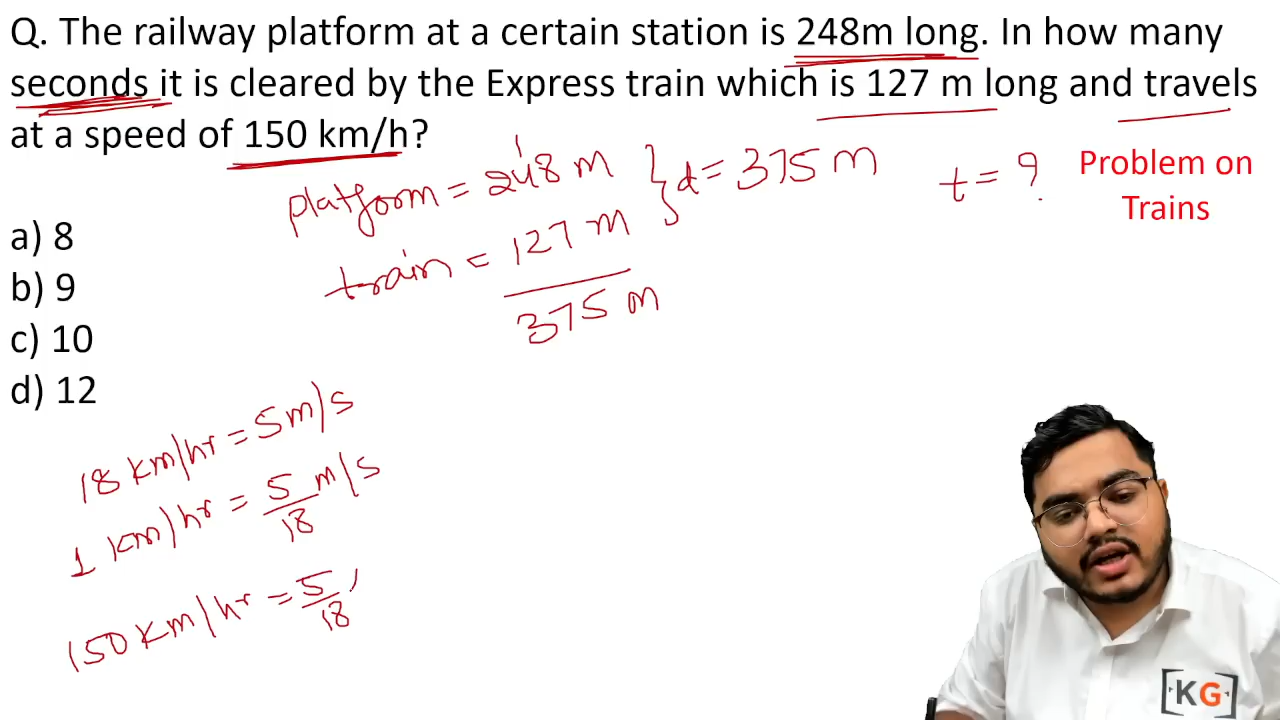 Q. The railway platform at a certain station is 248m long. In how many
seconds it is cleared by the Express train which is 127 m long and travels
at a speed of 150 km/h?
platform = 248 m } d = 375 m t = ?
train = 127 m
375 m
Problem on
Trains
a) 8
b) 9
c) 10
d) 12
18 km/hr = 5 m/s
1 km/hr = 5/18 m/s
150 km/hr = 5/18
KG